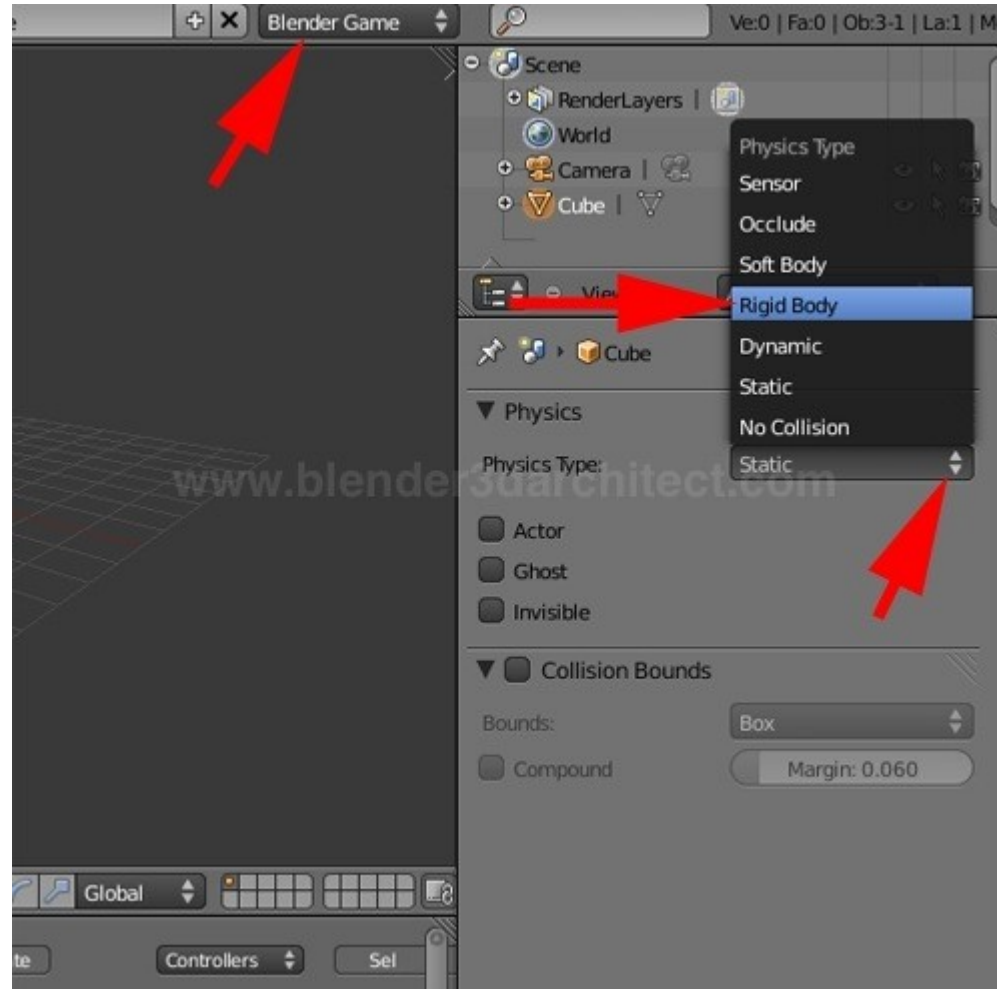 Blender Game
Ve:0 | Fa:0 | Ob:3-1 | La:1 | M
Scene
RenderLayers |
World
Camera |
Cube |
Physics Type
Sensor
Occlude
Soft Body
Rigid Body
Dynamic
Static
No Collision
Cube
Physics
Physics Type:
Static
www.blender3darchitect.com
Actor
Ghost
Invisible
Collision Bounds
Bounds:
Box
Compound
Margin: 0.060
Global
Controllers
Sel